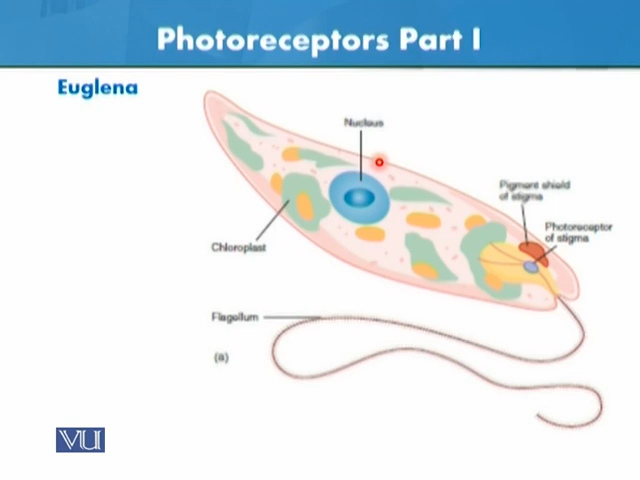 Photoreceptors Part I
Euglena
Nucleus
Pigment shield
of stigma
Photoreceptor
of stigma
Chloroplast
Flagellum
(a)
VU